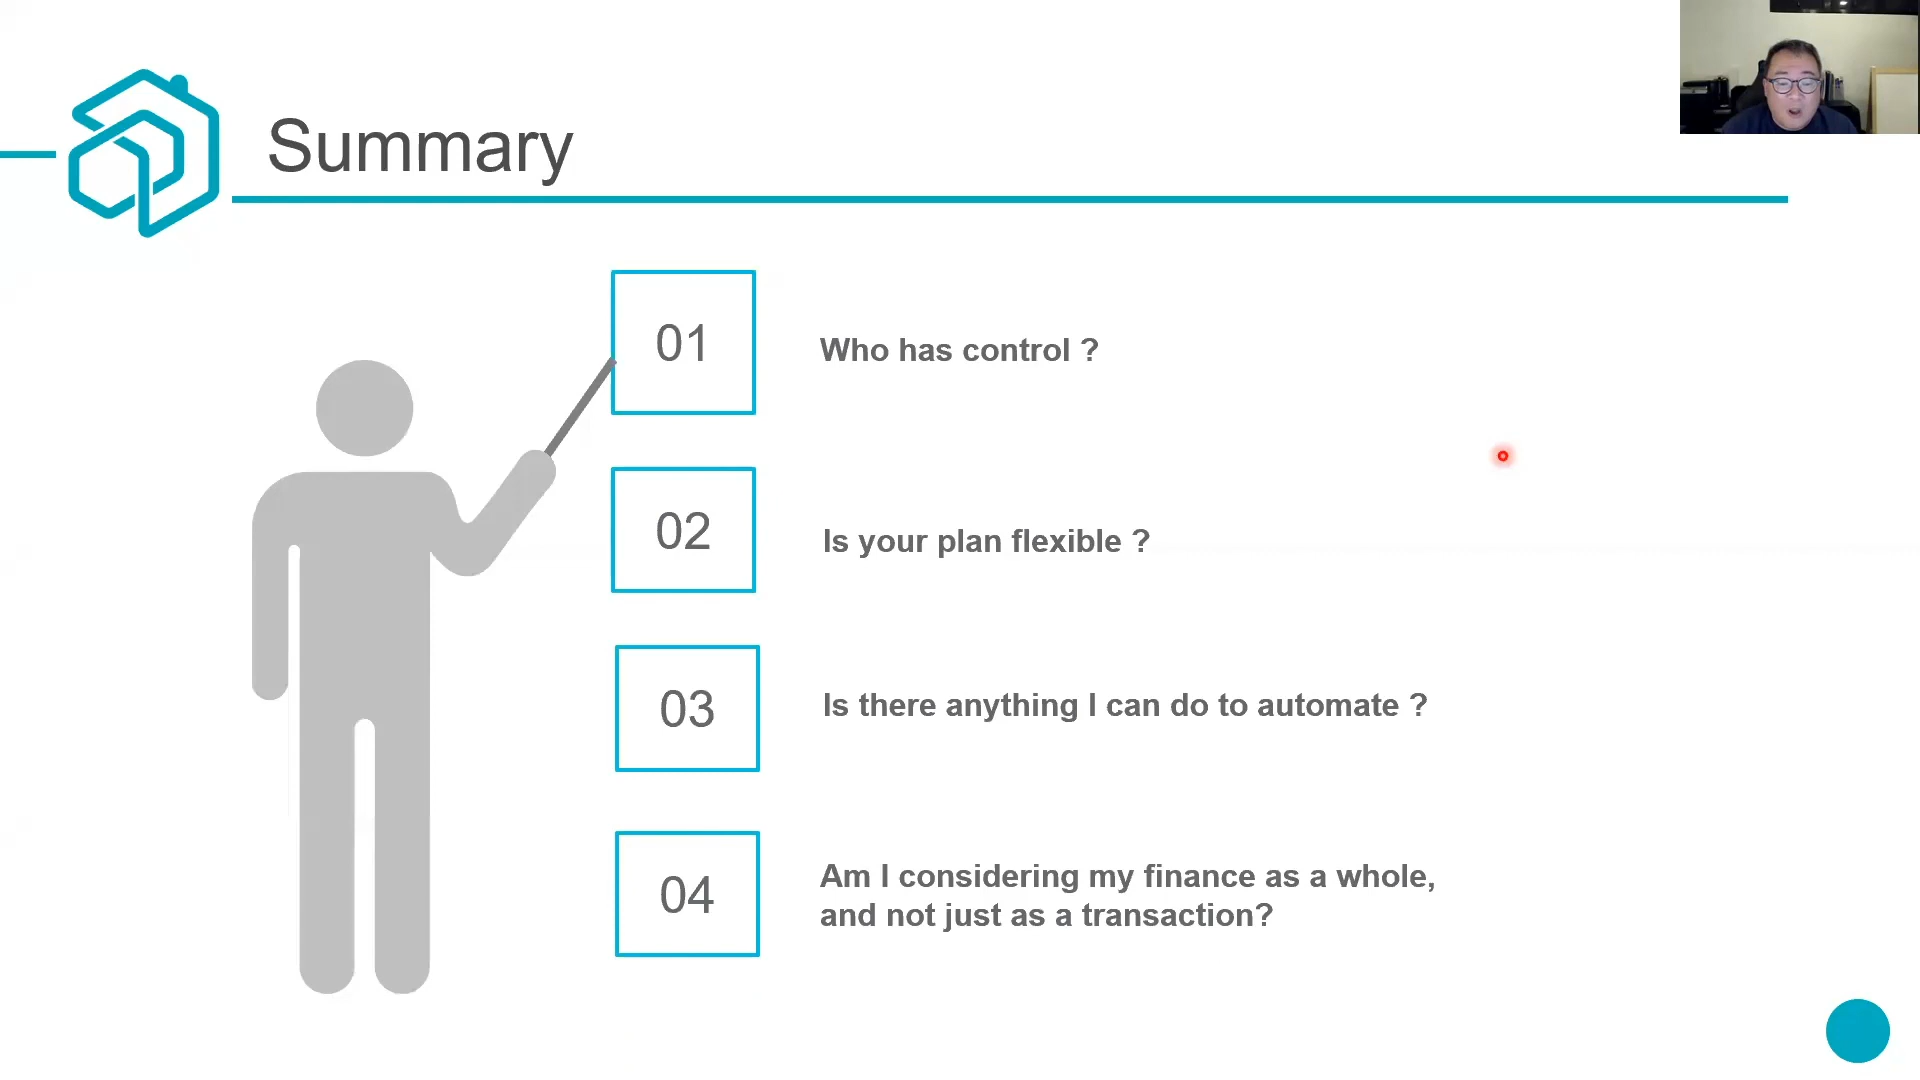 Summary
01
Who has control ?
02
Is your plan flexible ?
03
Is there anything I can do to automate ?
04
Am I considering my finance as a whole,
and not just as a transaction?